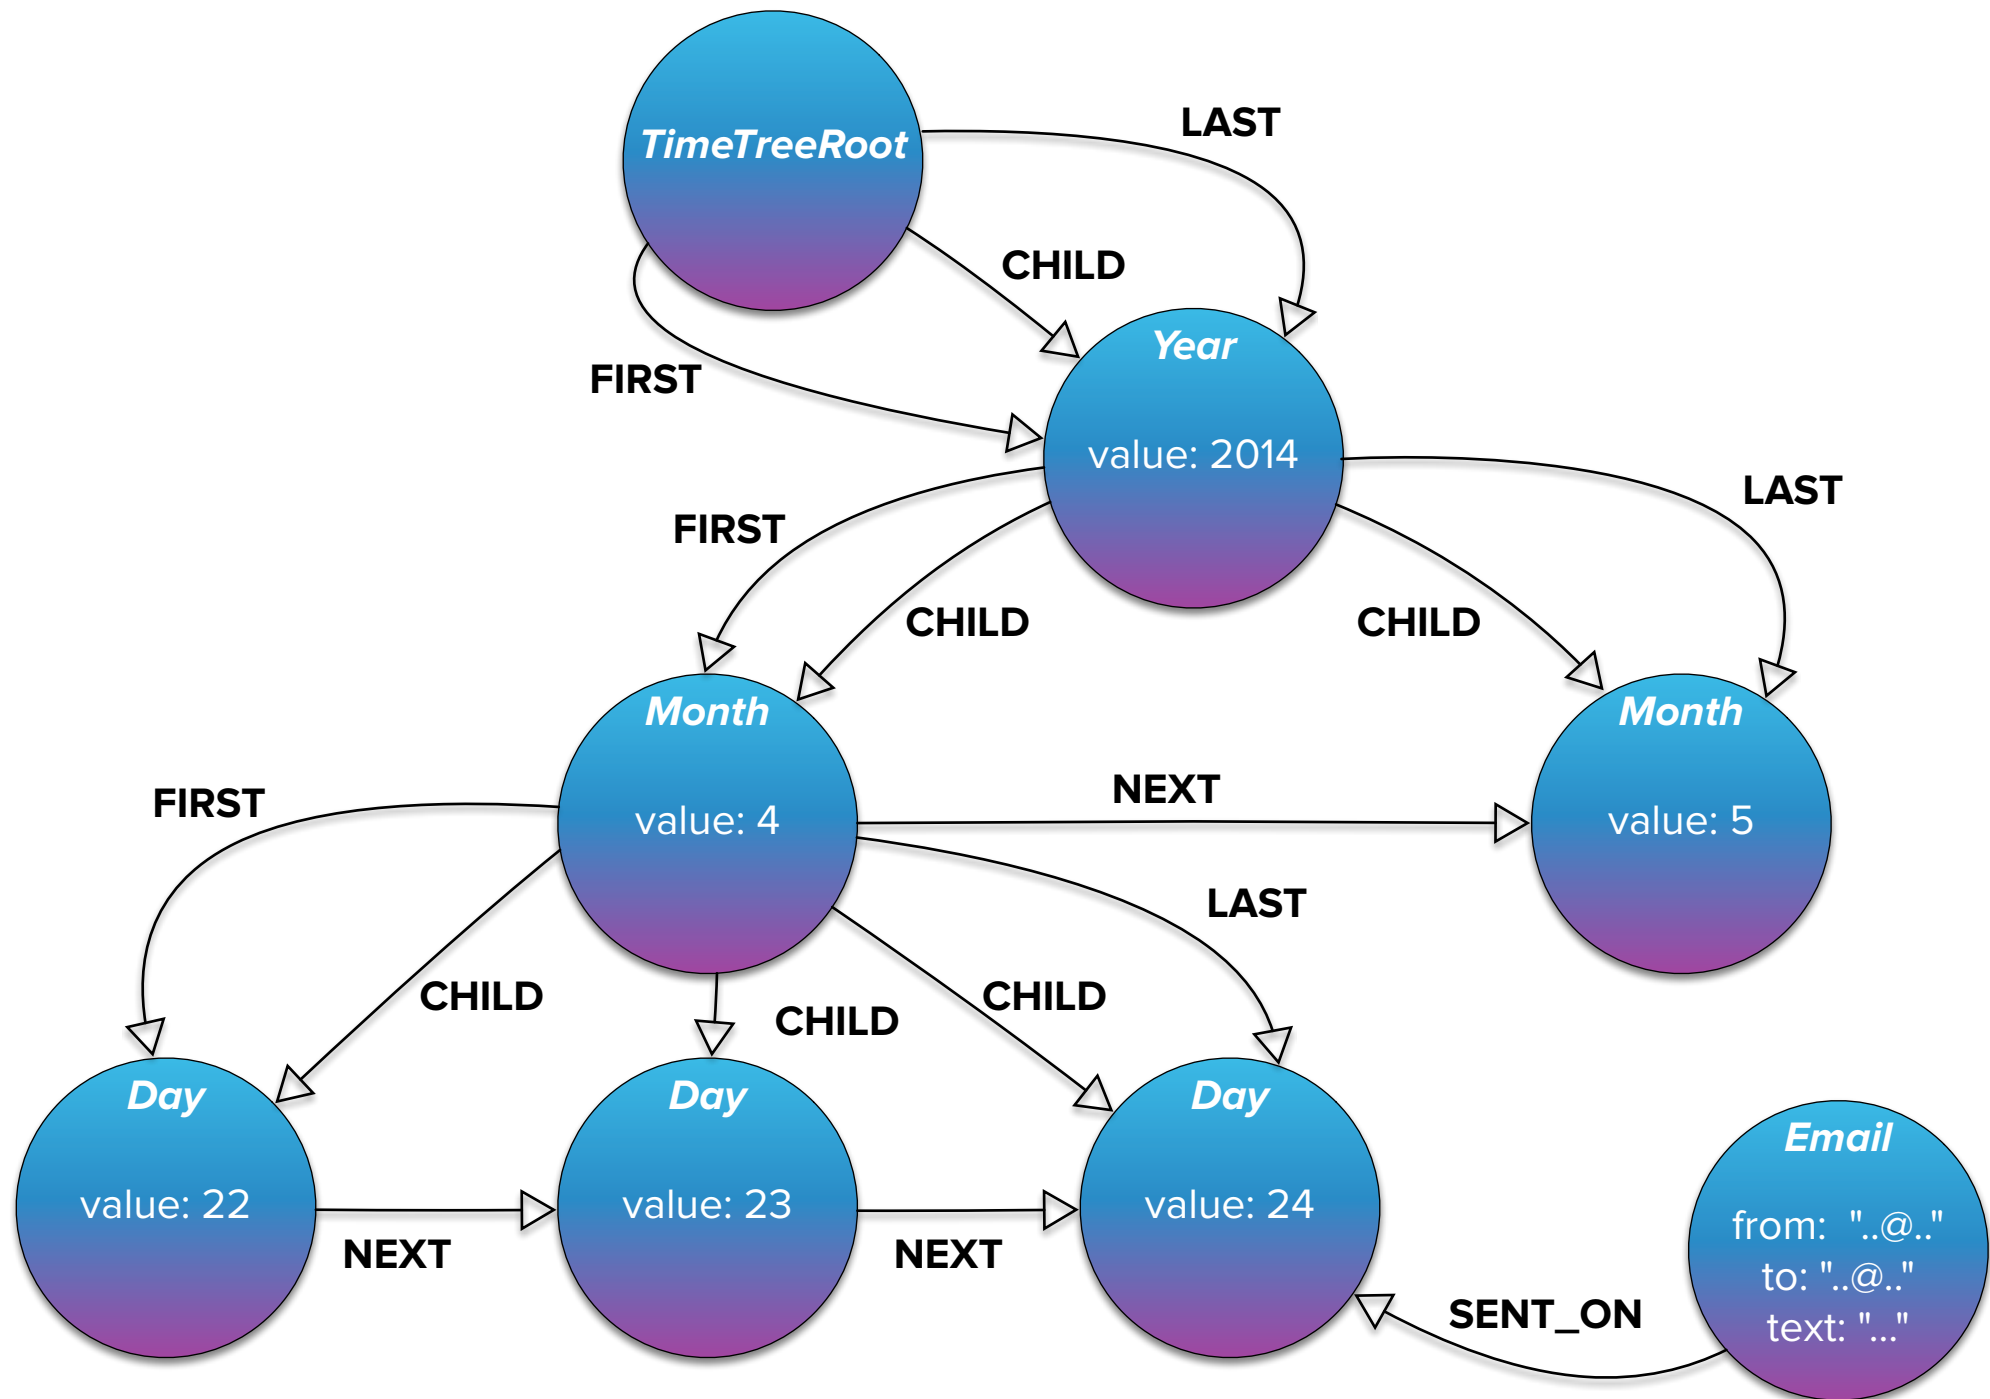 LAST
TimeTreeRoot
CHILD
Year
FIRST
value: 2014
LAST
FIRST
CHILD
CHILD
Month
Month
NEXT
FIRST
value: 4
value: 5
LAST
CHILD
CHILD
CHILD
Day
Day
Day
Email
value: 22
value: 23
value: 24
from: "..@.."
NEXT
NEXT
to: "..@.."
SENT_ON
text: "..."